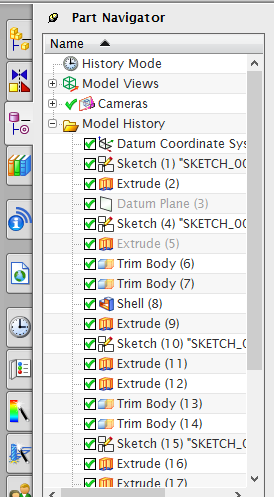 Part Navigator
Name
History Mode
Model Views
Cameras
Model History
Datum Coordinate Sys
Sketch (1) "SKETCH_00
Extrude (2)
Datum Plane (3)
Sketch (4) "SKETCH_00
Extrude (5)
Trim Body (6)
Trim Body (7)
Shell (8)
Extrude (9)
Sketch (10) "SKETCH_0
Extrude (11)
Extrude (12)
Trim Body (13)
Trim Body (14)
Sketch (15) "SKETCH_0
Extrude (16)
Extrude (17)